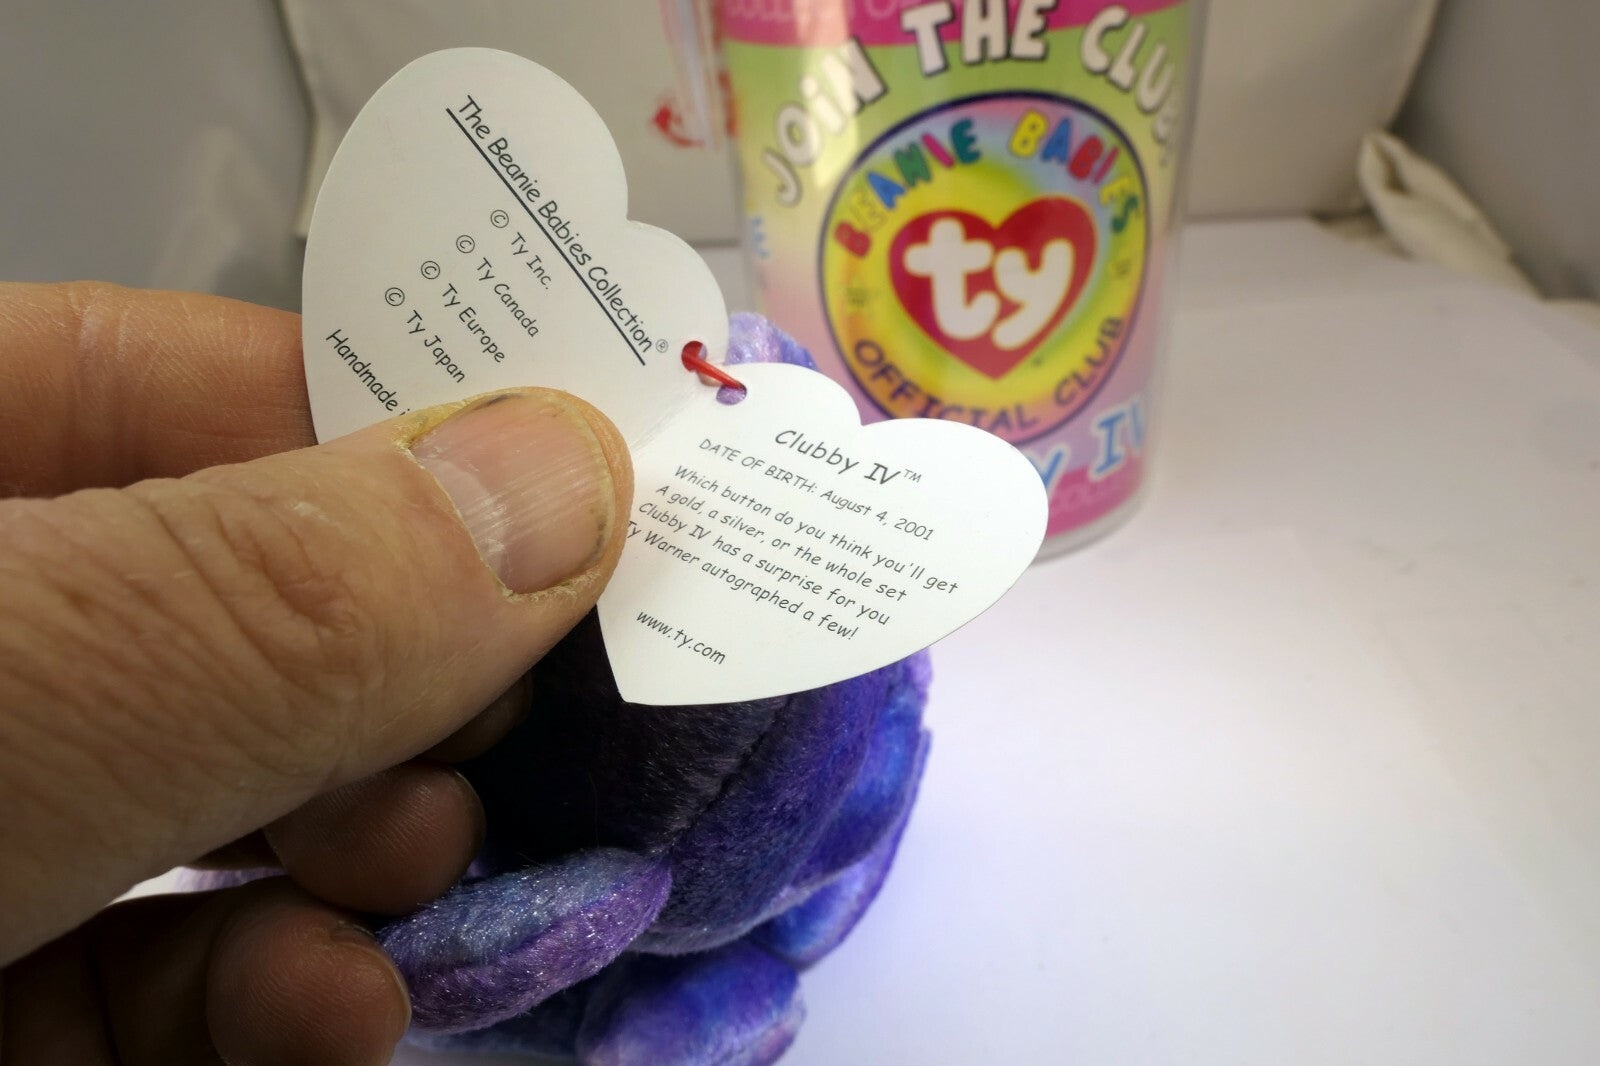 The Beanie Babies Collection®
© Ty Inc.
© Ty Canada
© Ty Europe
© Ty Japan
Handmade
Clubby IV™
DATE OF BIRTH: August 4, 2001
Which button do you think you'll get
A gold, a silver, or the whole set
Clubby IV has a surprise for you
Ty Warner autographed a few!
www.ty.com
JOiN THE CLUB
BEANIE BABIES
ty
OFFICIAL CLUB
IV